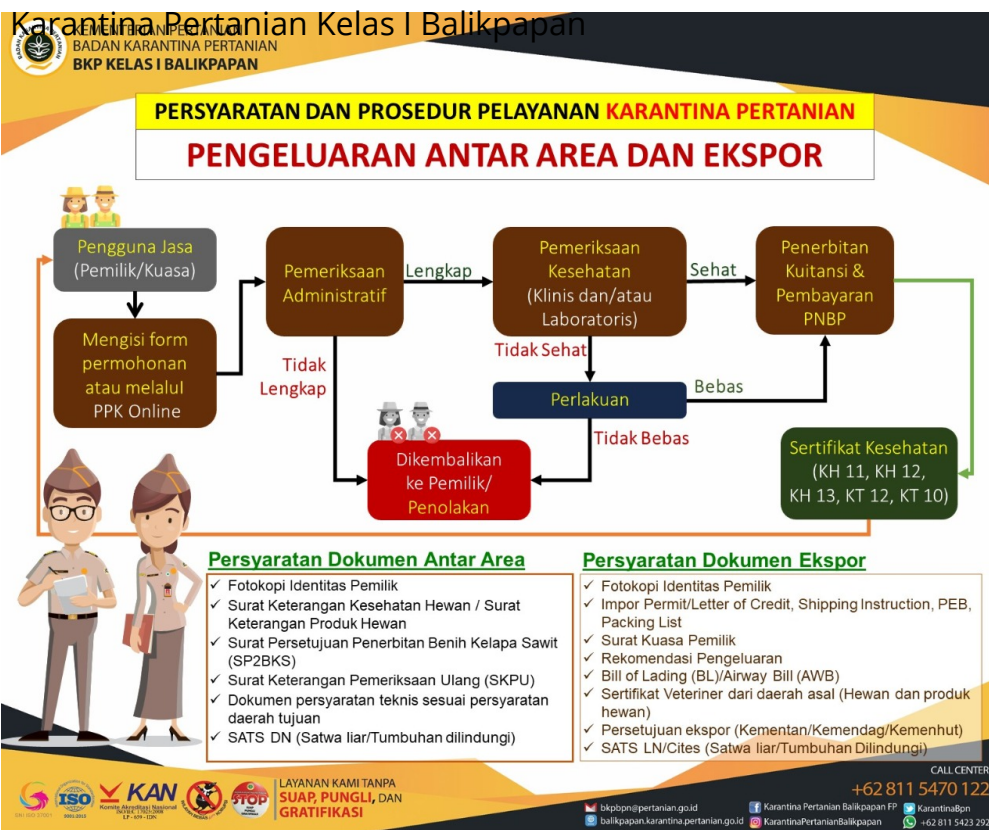 Karantina Pertanian Kelas I Balikpapan
KEMENTERIAN PERTANIAN
BADAN KARANTINA PERTANIAN
BKP KELAS I BALIKPAPAN
PERSYARATAN DAN PROSEDUR PELAYANAN KARANTINA PERTANIAN
PENGELUARAN ANTAR AREA DAN EKSPOR
Pengguna Jasa
(Pemilik/Kuasa)
Mengisi form
permohonan
atau melaluI
PPK Online
Pemeriksaan
Administratif
Lengkap
Tidak
Lengkap
Pemeriksaan
Kesehatan
(Klinis dan/atau
Laboratoris)
Sehat
Tidak Sehat
Perlakuan
Bebas
Tidak Bebas
Dikembalikan
ke Pemilik/
Penolakan
Penerbitan
Kuitansi &
Pembayaran
PNBP
Sertifikat Kesehatan
(KH 11, KH 12,
KH 13, KT 12, KT 10)
Persyaratan Dokumen Antar Area
✓ Fotokopi Identitas Pemilik
✓ Surat Keterangan Kesehatan Hewan / Surat
Keterangan Produk Hewan
✓ Surat Persetujuan Penerbitan Benih Kelapa Sawit
(SP2BKS)
✓ Surat Keterangan Pemeriksaan Ulang (SKPU)
✓ Dokumen persyaratan teknis sesuai persyaratan
daerah tujuan
✓ SATS DN (Satwa liar/Tumbuhan dilindungi)
Persyaratan Dokumen Ekspor
✓ Fotokopi Identitas Pemilik
✓ Impor Permit/Letter of Credit, Shipping Instruction, PEB,
Packing List
✓ Surat Kuasa Pemilik
✓ Rekomendasi Pengeluaran
✓ Bill of Lading (BL)/Airway Bill (AWB)
✓ Sertifikat Veteriner dari daerah asal (Hewan dan produk
hewan)
✓ Persetujuan ekspor (Kementan/Kemendag/Kemenhut)
✓ SATS LN/Cites (Satwa liar/Tumbuhan Dilindungi)
ISO
9001:2015
KAN
Komite Akreditasi Nasional
LP - 659 - IDN
STOP
LAYANAN KAMI TANPA
SUAP, PUNGLI, DAN
GRATIFIKASI
CALL CENTER
+62 811 5470 122
bkpbpn@pertanian.go.id
balikpapan.karantina.pertanian.go.id
Karantina Pertanian Balikpapan FP
KarantinaPertanianBalikpapan
KarantinaBpn
+62 811 5423 292